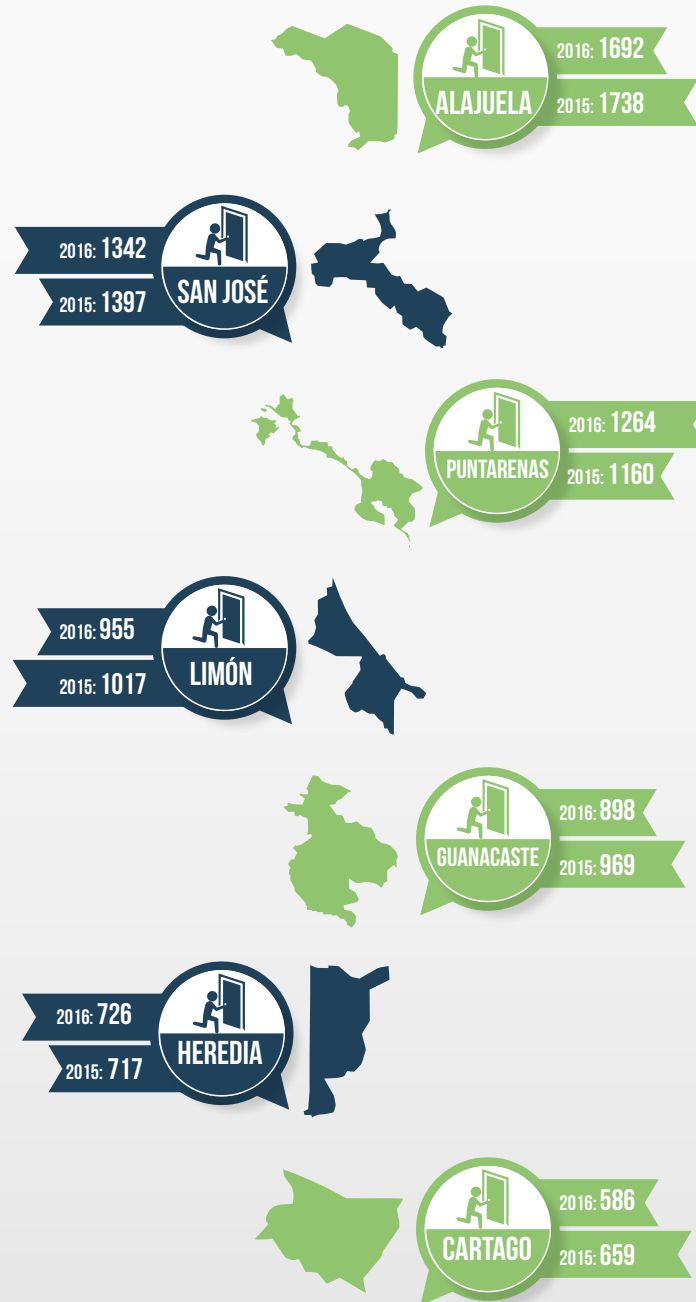 2016: 1692
ALAJUELA
2015: 1738
2016: 1342
SAN JOSÉ
2015: 1397
2016: 1264
PUNTARENAS
2015: 1160
2016: 955
LIMÓN
2015: 1017
2016: 898
GUANACASTE
2015: 969
2016: 726
HEREDIA
2015: 717
2016: 586
CARTAGO
2015: 659